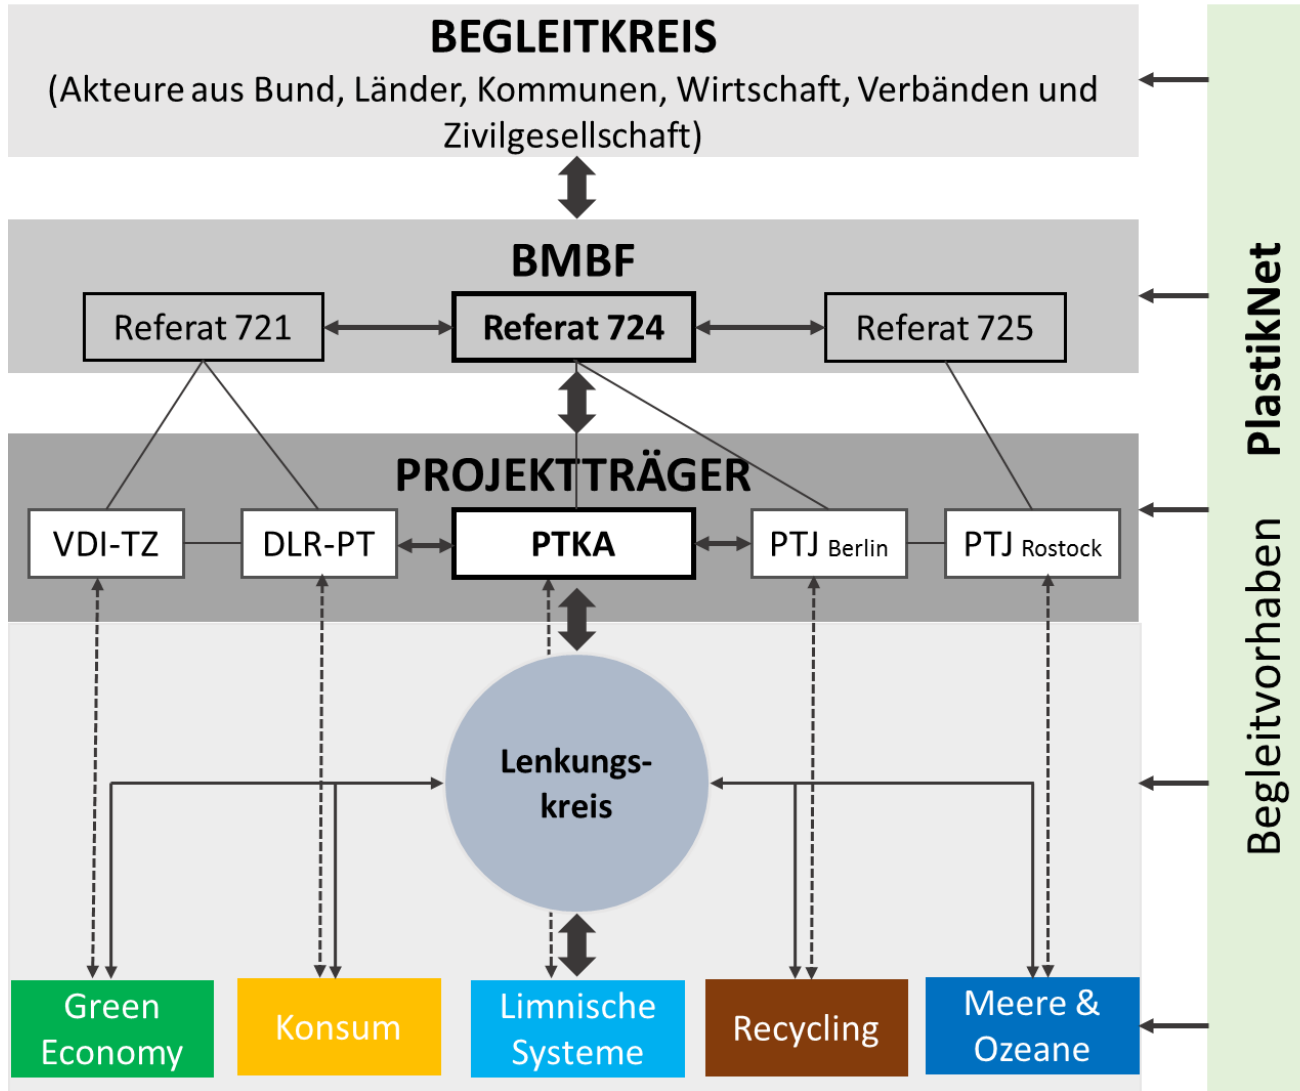 BEGLEITKREIS
(Akteure aus Bund, Länder, Kommunen, Wirtschaft, Verbänden und
Zivilgesellschaft)
BMBF
Referat 721
Referat 724
Referat 725
PROJEKTTRÄGER
VDI-TZ
DLR-PT
PTKA
PTJ Berlin
PTJ Rostock
Lenkungs-
kreis
Green
Economy
Konsum
Limnische
Systeme
Recycling
Meere &
Ozeane
Begleitvorhaben PlastikNet